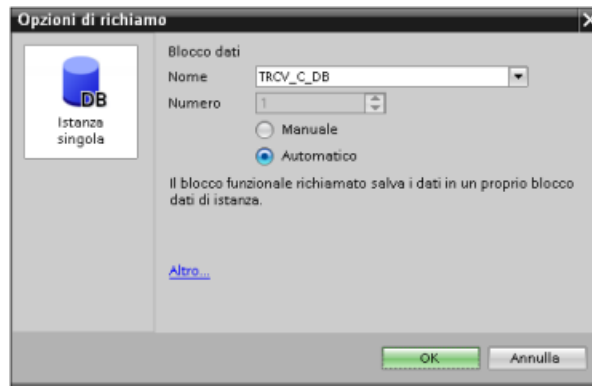 Opzioni di richiamo
DB
Istanza
singola
Blocco dati
Nome
TRCV_C_DB
Numero
1
Manuale
Automatico
Il blocco funzionale richiamato salva i dati in un proprio blocco
dati di istanza.
Altro...
OK
Annulla